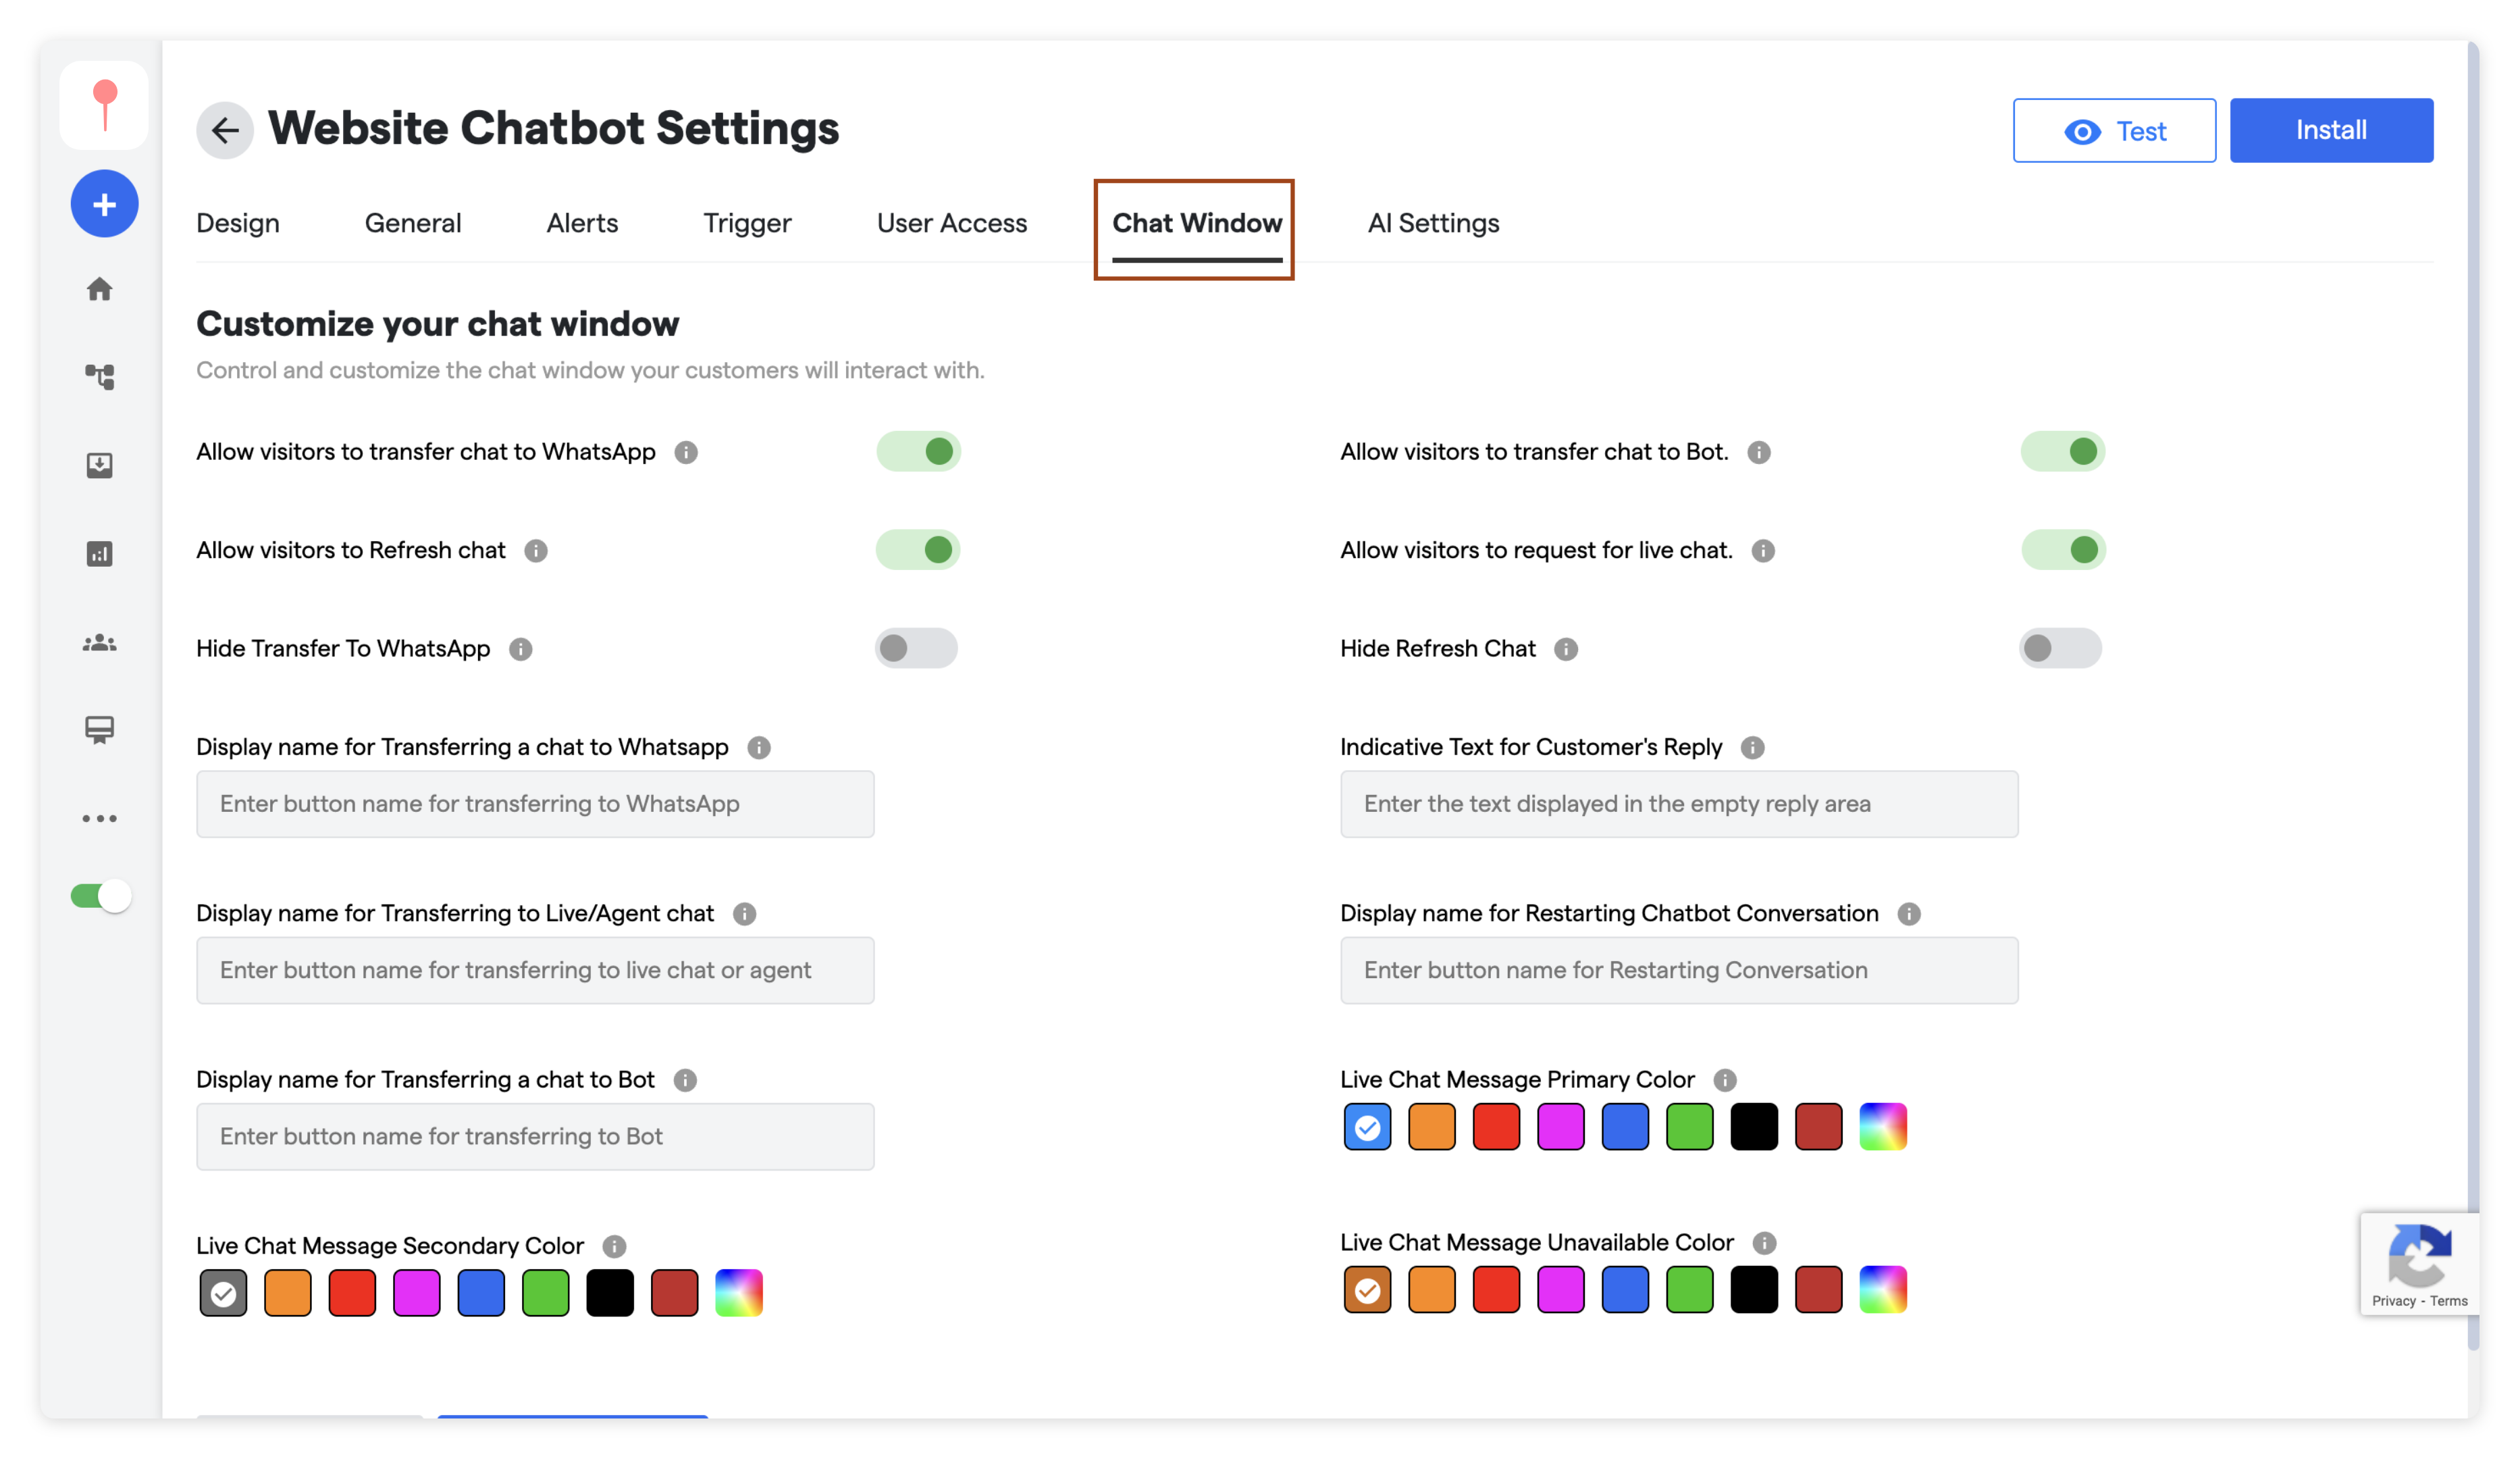 Website Chatbot Settings
Test
Install
Design
General
Alerts
Trigger
User Access
Chat Window
AI Settings
Customize your chat window
Control and customize the chat window your customers will interact with.
Allow visitors to transfer chat to WhatsApp
Allow visitors to transfer chat to Bot.
Allow visitors to Refresh chat
Allow visitors to request for live chat.
Hide Transfer To WhatsApp
Hide Refresh Chat
Display name for Transferring a chat to Whatsapp
Indicative Text for Customer's Reply
Enter button name for transferring to WhatsApp
Enter the text displayed in the empty reply area
Display name for Transferring to Live/Agent chat
Display name for Restarting Chatbot Conversation
Enter button name for transferring to live chat or agent
Enter button name for Restarting Conversation
Display name for Transferring a chat to Bot
Live Chat Message Primary Color
Enter button name for transferring to Bot
Live Chat Message Secondary Color
Live Chat Message Unavailable Color
Privacy - Terms